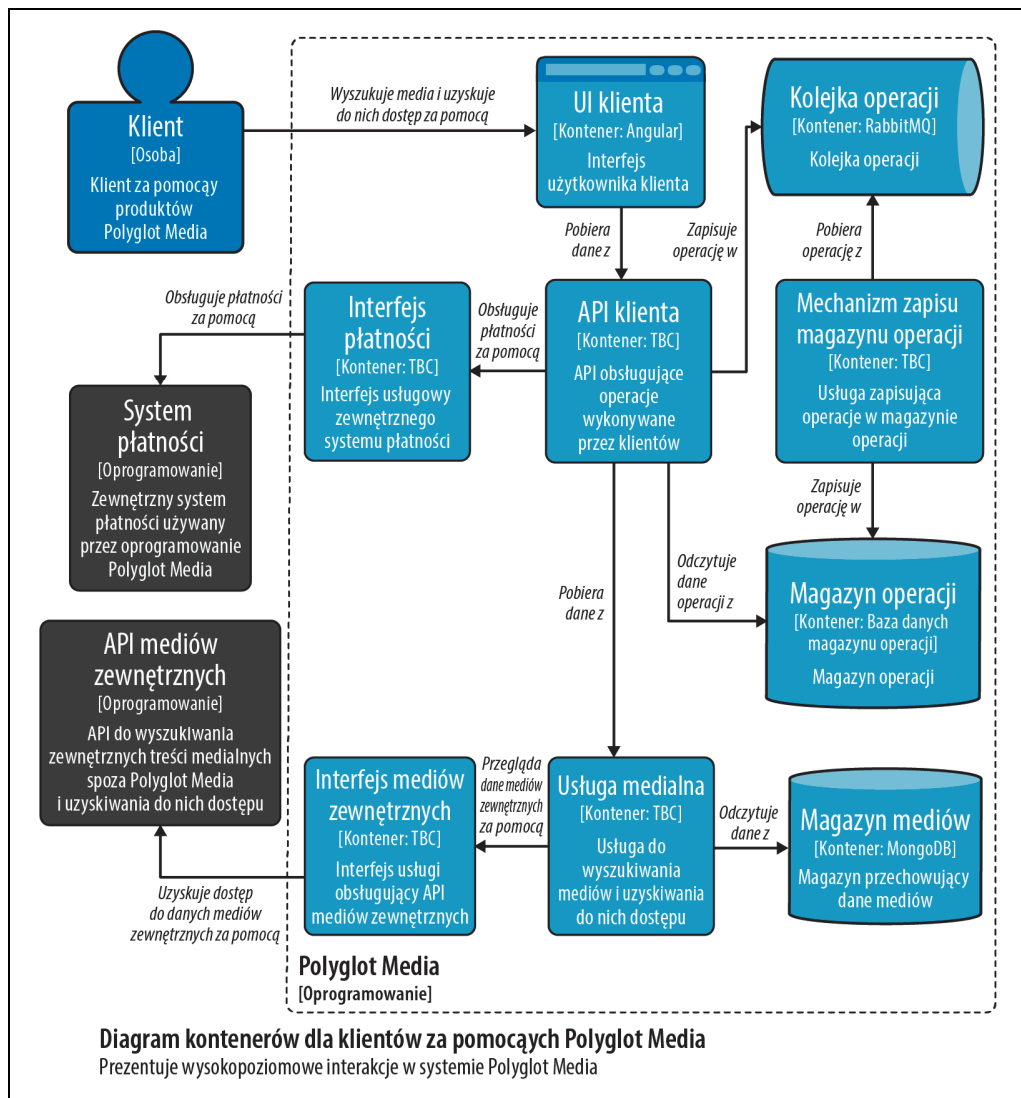 Klient
[Osoba]
Klient za pomocąy
produktów
Polyglot Media
Wyszukuje media i uzyskuje
do nich dostęp za pomocą
UI klienta
[Kontener: Angular]
Interfejs
użytkownika klienta
Kolejka operacji
[Kontener: RabbitMQ]
Kolejka operacji
Pobiera
dane z
Zapisuje
operację w
Pobiera
operację z
Obsługuje płatności
za pomocą
Interfejs
płatności
[Kontener: TBC]
Interfejs usługowy
zewnętrznego
systemu płatności
Obsługuje
płatności
za pomocą
API klienta
[Kontener: TBC]
API obsługujące
operacje
wykonywane
przez klientów
Mechanizm zapisu
magazynu operacji
[Kontener: TBC]
Usługa zapisująca
operacje w magazynie
operacji
System
płatności
[Oprogramowanie]
Zewnętrzny system
płatności używany
przez oprogramowanie
Polyglot Media
Zapisuje
operację w
Pobiera
dane z
Odczytuje
dane
operacji z
Magazyn operacji
[Kontener: Baza danych
magazynu operacji]
Magazyn operacji
API mediów
zewnętrznych
[Oprogramowanie]
API do wyszukiwania
zewnętrznych treści medialnych
spoza Polyglot Media
i uzyskiwania do nich dostępu
Interfejs mediów
zewnętrznych
[Kontener: TBC]
Interfejs usługi
obsługujący API
mediów zewnętrznych
Przegląda
dane mediów
zewnętrznych
za pomocą
Usługa medialna
[Kontener: TBC]
Usługa do
wyszukiwania
mediów i uzyskiwania
do nich dostępu
Odczytuje
dane z
Magazyn mediów
[Kontener: MongoDB]
Magazyn przechowujący
dane mediów
Uzyskuje dostęp
do danych mediów
zewnętrznych za pomocą
Polyglot Media
[Oprogramowanie]
Diagram kontenerów dla klientów za pomocących Polyglot Media
Prezentuje wysokopoziomowe interakcje w systemie Polyglot Media